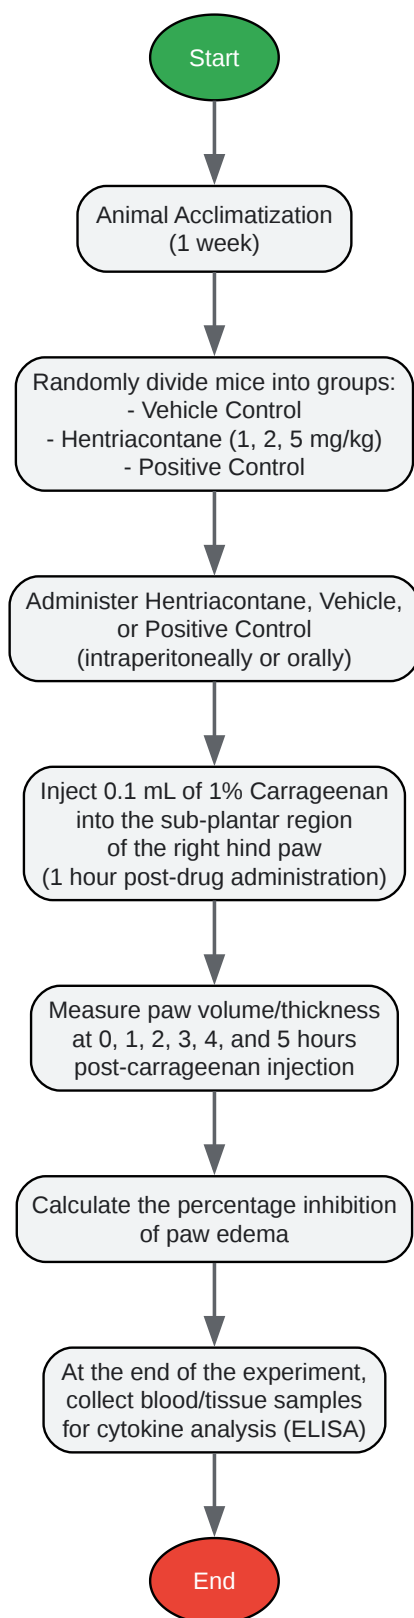 Start
Animal Acclimatization
(1 week)
Randomly divide mice into groups:
- Vehicle Control
- Hentriacontane (1, 2, 5 mg/kg)
- Positive Control
Administer Hentriacontane, Vehicle,
or Positive Control
(intraperitoneally or orally)
Inject 0.1 mL of 1% Carrageenan
into the sub-plantar region
of the right hind paw
(1 hour post-drug administration)
Measure paw volume/thickness
at 0, 1, 2, 3, 4, and 5 hours
post-carrageenan injection
Calculate the percentage inhibition
of paw edema
At the end of the experiment,
collect blood/tissue samples
for cytokine analysis (ELISA)
End